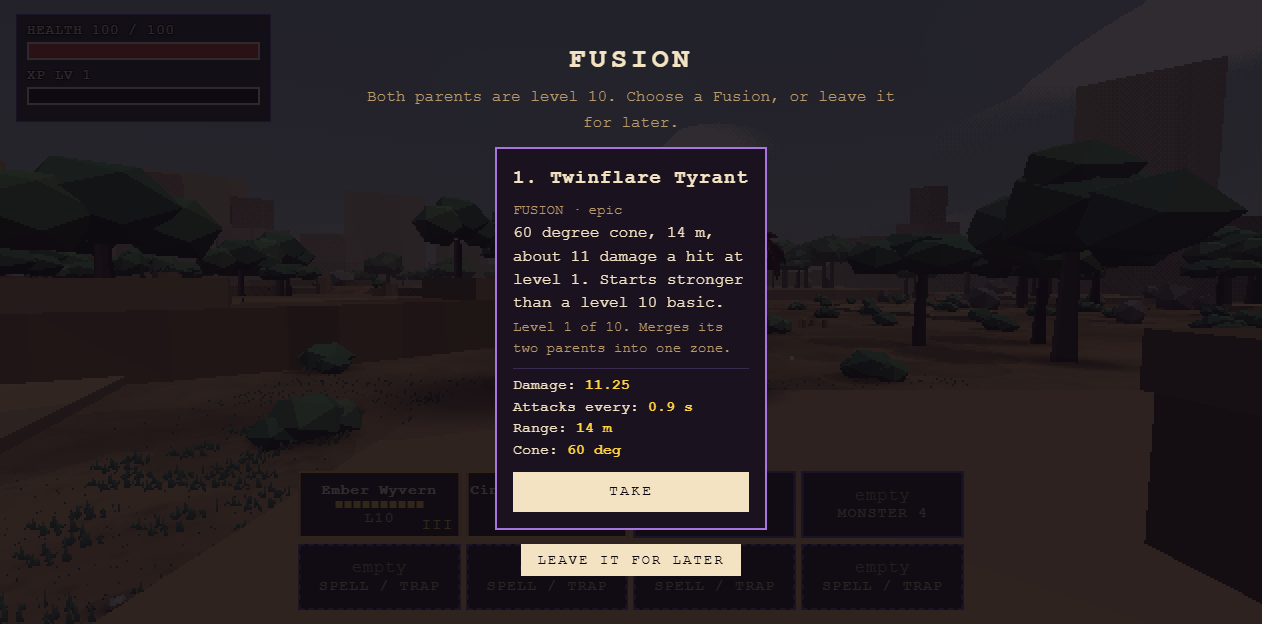 HEALTH 100 / 100
XP LV 1
FUSION
Both parents are level 10. Choose a Fusion, or leave it
for later.
1. Twinflare Tyrant
FUSION · epic
60 degree cone, 14 m,
about 11 damage a hit at
level 1. Starts stronger
than a level 10 basic.
Level 1 of 10. Merges its
two parents into one zone.
Damage: 11.25
Attacks every: 0.9 s
Range: 14 m
Cone: 60 deg
TAKE
Ember Wyvern
L10
III
empty
MONSTER 4
LEAVE IT FOR LATER
empty
SPELL / TRAP
SPELL / TRAP
SPELL / TRAP
empty
SPELL / TRAP